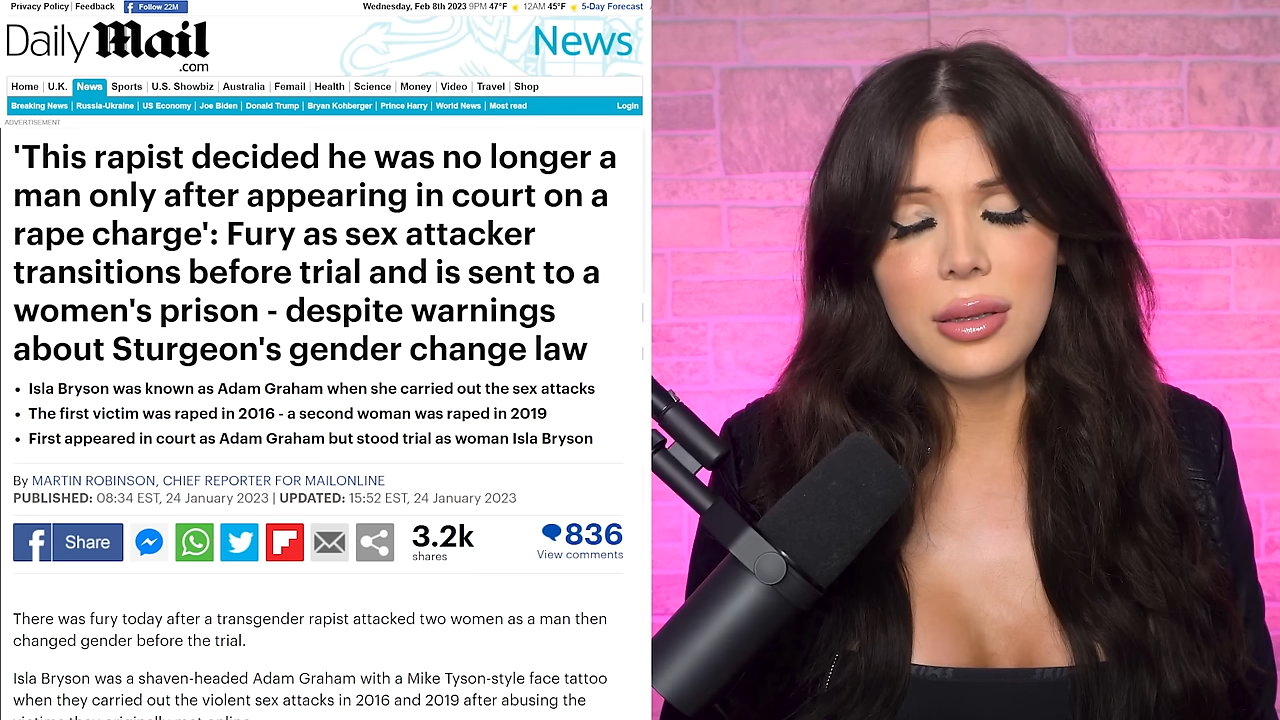 Privacy Policy | Feedback Follow 22M Wednesday, Feb 8th 2023 9PM 47°F 12AM 45°F 5-Day Forecast
Daily Mail
.com
News
Home U.K. News Sports U.S. Showbiz Australia Femail Health Science Money Video Travel Shop
Breaking News Russia-Ukraine US Economy Joe Biden Donald Trump Bryan Kohberger Prince Harry World News Most read Login
ADVERTISEMENT
'This rapist decided he was no longer a
man only after appearing in court on a
rape charge': Fury as sex attacker
transitions before trial and is sent to a
women's prison - despite warnings
about Sturgeon's gender change law
• Isla Bryson was known as Adam Graham when she carried out the sex attacks
• The first victim was raped in 2016 - a second woman was raped in 2019
• First appeared in court as Adam Graham but stood trial as woman Isla Bryson
By MARTIN ROBINSON, CHIEF REPORTER FOR MAILONLINE
PUBLISHED: 08:34 EST, 24 January 2023 | UPDATED: 15:52 EST, 24 January 2023
Share
3.2k
shares
836
View comments
There was fury today after a transgender rapist attacked two women as a man then
changed gender before the trial.
Isla Bryson was a shaven-headed Adam Graham with a Mike Tyson-style face tattoo
when they carried out the violent sex attacks in 2016 and 2019 after abusing the